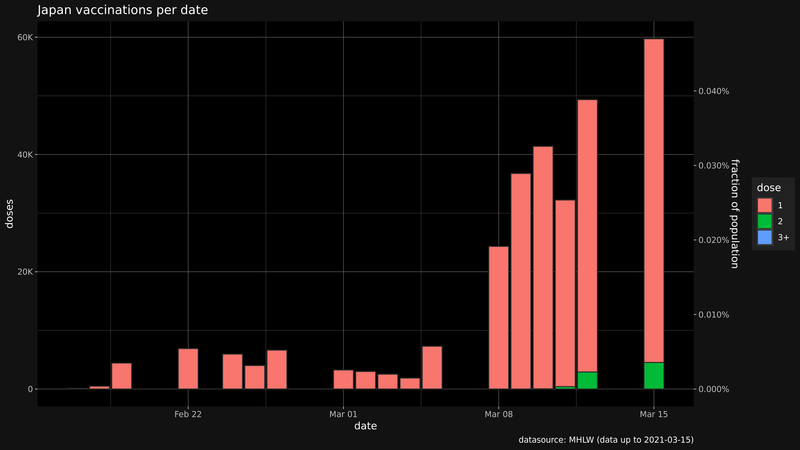 Japan vaccinations per date
60K
40K
20K
0
doses
0.040%
0.030%
0.020%
0.010%
0.000%
fraction of population
dose
1
2
3+
Feb 22
Mar 01
Mar 08
Mar 15
date
datasource: MHLW (data up to 2021-03-15)